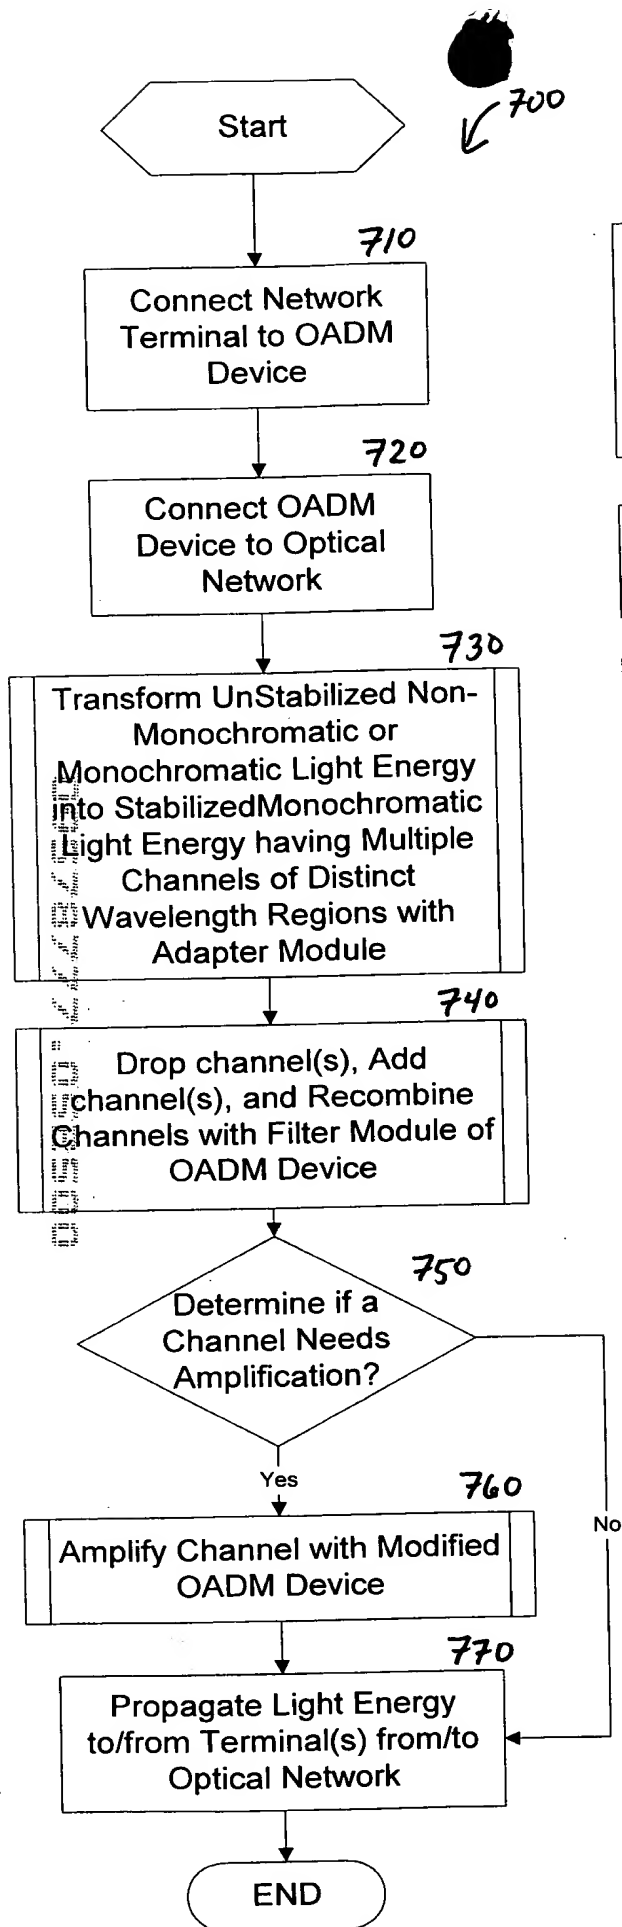 700
Start
710
Connect Network
Terminal to OADM
Device
720
Connect OADM
Device to Optical
Network
730
Transform UnStabilized Non-
Monochromatic or
Monochromatic Light Energy
into StabilizedMonochromatic
Light Energy having Multiple
Channels of Distinct
Wavelength Regions with
Adapter Module
740
Drop channel(s), Add
channel(s), and Recombine
Channels with Filter Module of
OADM Device
750
Determine if a
Channel Needs
Amplification?
Yes
No
760
Amplify Channel with Modified
OADM Device
770
Propagate Light Energy
to/from Terminal(s) from/to
Optical Network
END